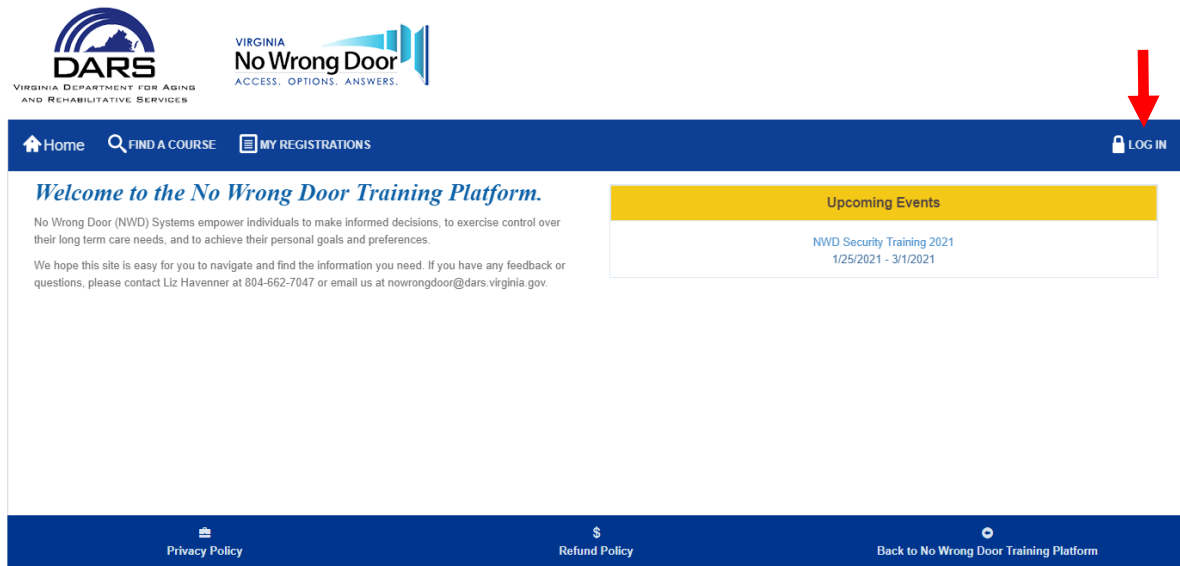 DARS
VIRGINIA DEPARTMENT FOR AGING
AND REHABILITATIVE SERVICES
VIRGINIA
No Wrong Door
ACCESS. OPTIONS. ANSWERS.
Home FIND A COURSE MY REGISTRATIONS LOG IN
Welcome to the No Wrong Door Training Platform.
No Wrong Door (NWD) Systems empower individuals to make informed decisions, to exercise control over
their long term care needs, and to achieve their personal goals and preferences.
We hope this site is easy for you to navigate and find the information you need. If you have any feedback or
questions, please contact Liz Havenner at 804-662-7047 or email us at nowrongdoor@dars.virginia.gov.
Upcoming Events
NWD Security Training 2021
1/25/2021 - 3/1/2021
Privacy Policy
$
Refund Policy
Back to No Wrong Door Training Platform